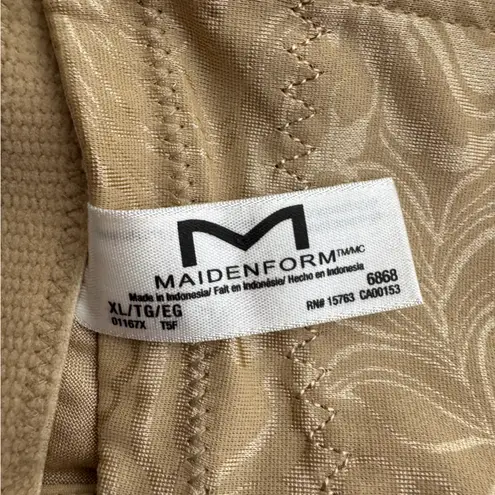 M
MAIDENFORM™/MC
Made in Indonesia/ Fait en Indonésie/ Hecho en Indonesia
XL/TG/EG 6868
01167X T5F RN# 15763 CA00153